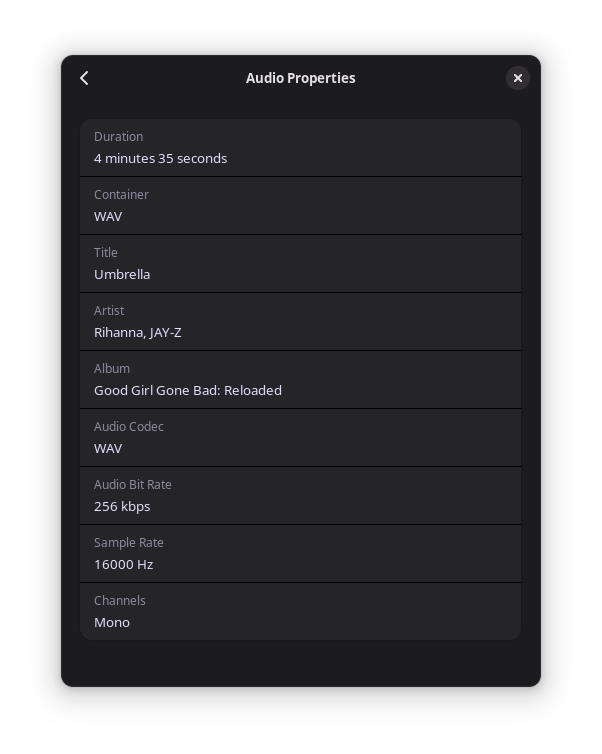 Audio Properties
Duration
4 minutes 35 seconds
Container
WAV
Title
Umbrella
Artist
Rihanna, JAY-Z
Album
Good Girl Gone Bad: Reloaded
Audio Codec
WAV
Audio Bit Rate
256 kbps
Sample Rate
16000 Hz
Channels
Mono